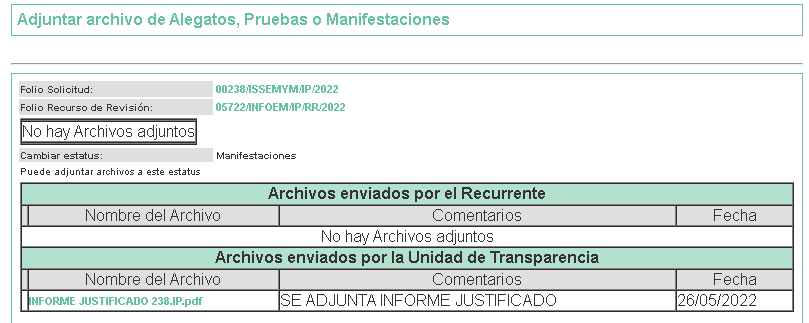 Adjuntar archivo de Alegatos, Pruebas o Manifestaciones
Folio Solicitud: 00238/ISSEMYM/IP/2022
Folio Recurso de Revisión: 05722/INFOEM/IP/RR/2022
No hay Archivos adjuntos
Cambiar estatus: Manifestaciones
Puede adjuntar archivos a este estatus
Archivos enviados por el Recurrente
Nombre del Archivo Comentarios Fecha
No hay Archivos adjuntos
Archivos enviados por la Unidad de Transparencia
Nombre del Archivo Comentarios Fecha
INFORME JUSTIFICADO 238.IP.pdf SE ADJUNTA INFORME JUSTIFICADO 26/05/2022